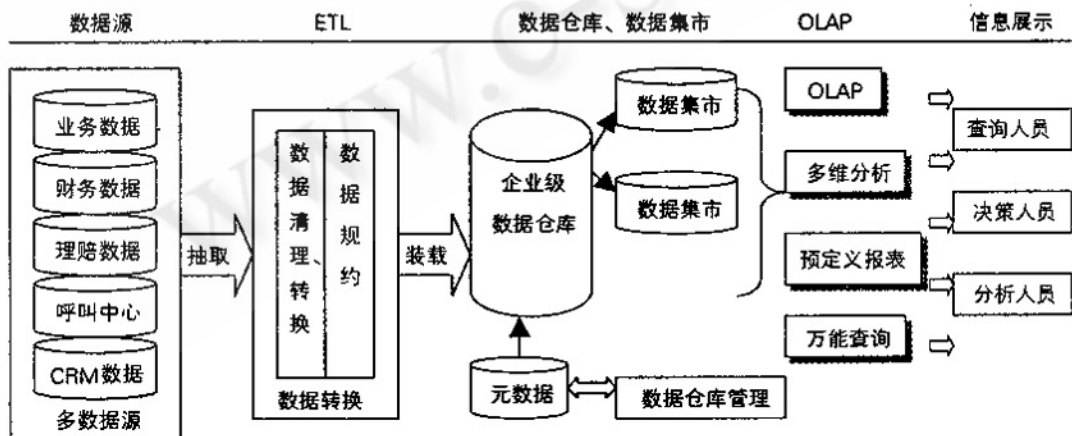 数据源 ETL 数据仓库、数据集市 OLAP 信息展示
业务数据
财务数据
理赔数据
呼叫中心
CRM数据
多数据源
抽取
数据清理、转换
数据规约
数据转换
装载
企业级
数据仓库
数据集市
数据集市
元数据
数据仓库管理
OLAP
多维分析
预定义报表
万能查询
查询人员
决策人员
分析人员